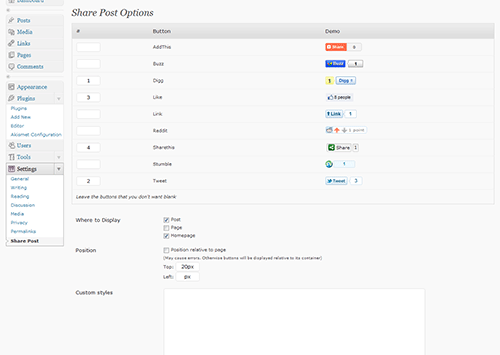 Dashboard
Posts
Media
Links
Pages
Comments
Appearance
Plugins
Plugins
Add New
Editor
Akismet Configuration
Users
Tools
Settings
General
Writing
Reading
Discussion
Media
Privacy
Permalinks
Share Post
Share Post Options
# Button Demo
AddThis Share 0
Buzz Buzz 1
1 Digg 1 Digg
3 Like 8 people
Link Link 1
Reddit points
4 Sharethis Share 1
Stumble 1
2 Tweet Tweet 3
Leave the buttons that you don't want blank
Where to Display Post
Page
Homepage
Position Position relative to page
(May cause errors. Otherwise buttons will be displayed relative to its container)
Top: 20px
Left: px
Custom styles